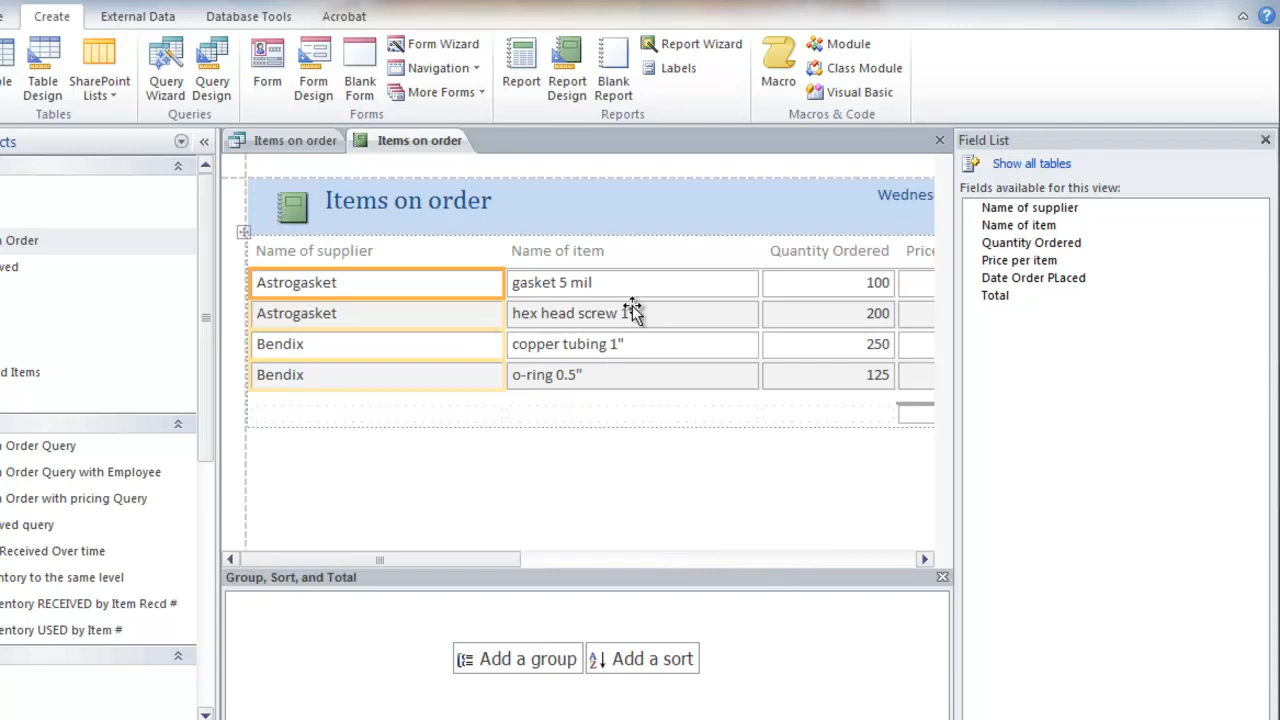 Create External Data Database Tools Acrobat
Table Design
SharePoint Lists
Tables
Query Wizard
Query Design
Queries
Form
Form Design
Blank Form
Form Wizard
Navigation
More Forms
Forms
Report
Report Design
Blank Report
Report Wizard
Labels
Reports
Macro
Module
Class Module
Visual Basic
Macros & Code
Items on order
Items on order
Field List
Show all tables
Fields available for this view:
Name of supplier
Name of item
Quantity Ordered
Price per item
Date Order PLaced
Total
Order
Items
Order Query
Order Query with Employee
Order with pricing Query
query
Received Over time
to the same level
RECEIVED by Item Recd #
USED by Item #
Items on order
Name of supplier Name of item Quantity Ordered
Astrogasket gasket 5 mil 100
Astrogasket hex head screw 200
Bendix copper tubing 1" 250
Bendix o-ring 0.5" 125
Group, Sort, and Total
Add a group
Add a sort